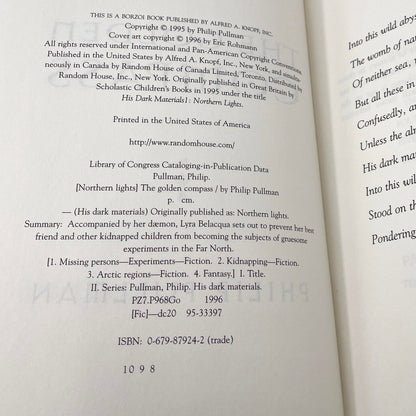 THIS IS A BORZOI BOOK PUBLISHED BY ALFRED A. KNOPF, INC.
Copyright © 1995 by Philip Pullman
Cover art copyright © 1996 by Eric Rohmann
All rights reserved under International and Pan-American Copyright Conventions.
Published in the United States by Alfred A. Knopf, Inc., New York, and simulta-
neously in Canada by Random House of Canada Limited, Toronto. Distributed by
Random House, Inc., New York. Originally published in Great Britain by
Scholastic Children's Books in 1995 under the title
His Dark Materials 1: Northern Lights.
Printed in the United States of America
http://www.randomhouse.com/
Library of Congress Cataloging-in-Publication Data
Pullman, Philip.
[Northern lights] The golden compass / by Philip Pullman
p. cm.
— (His dark materials) Originally published as: Northern lights.
Summary: Accompanied by her dæmon, Lyra Belacqua sets out to prevent her best
friend and other kidnapped children from becoming the subjects of gruesome
experiments in the Far North.
[1. Missing persons—Experiments—Fiction. 2. Kidnapping—Fiction.
3. Arctic regions—Fiction. 4. Fantasy.] I. Title.
II. Series: Pullman, Philip. His dark materials.
PZ7.P968Go 1996
[Fic]—dc20 95-33397
ISBN: 0-679-87924-2 (trade)
10 9 8
Into this wild
The womb of
Of neither sea,
But all these in
Confusedly,
Unless the
His dark
Into this
Stood on
Pondering